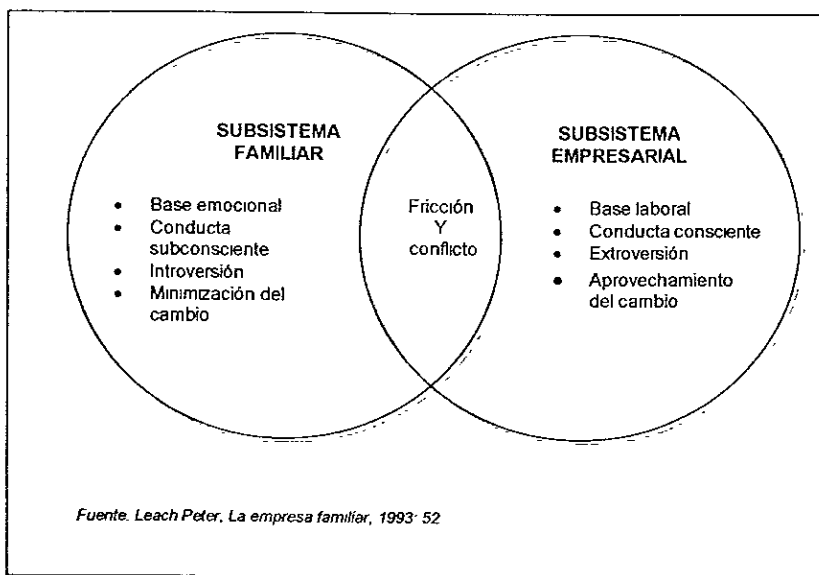 SUBSISTEMA
FAMILIAR
• Base emocional
• Conducta
subconsciente
• Introversión
• Minimización del
cambio
Fricción
Y
conflicto
SUBSISTEMA
EMPRESARIAL
• Base laboral
• Conducta consciente
• Extroversión
• Aprovechamiento
del cambio
Fuente. Leach Peter, La empresa familiar, 1993: 52